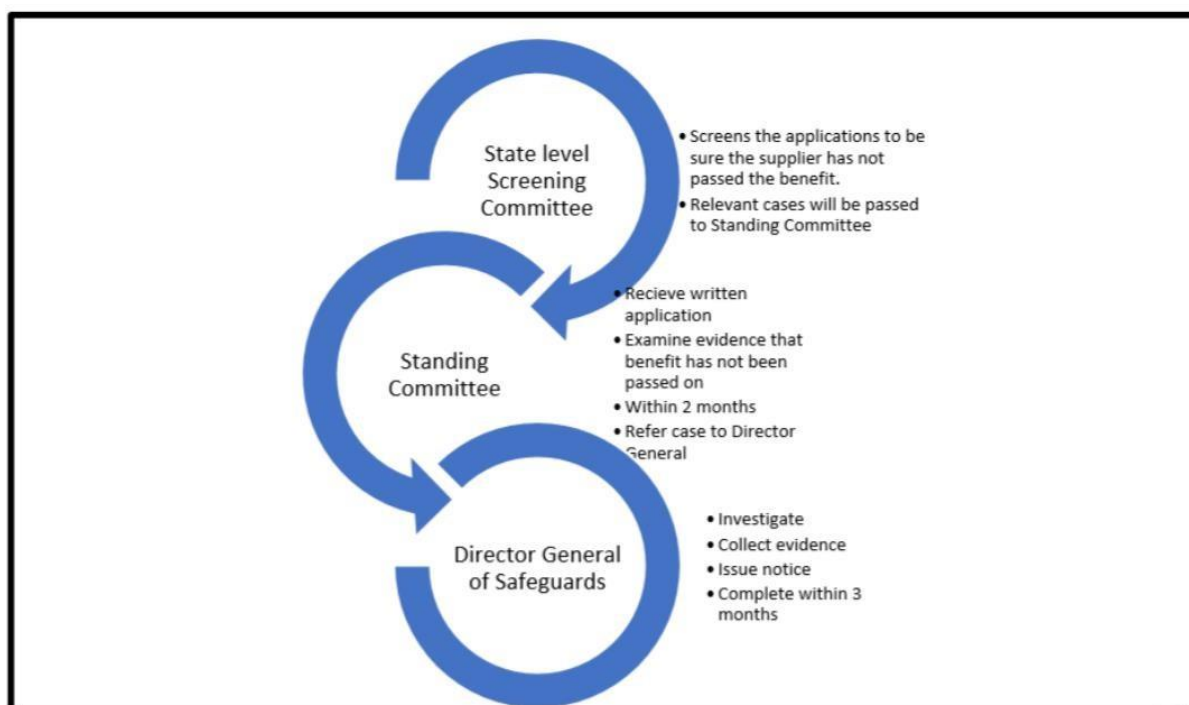 State level
Screening
Committee
• Screens the applications to be
sure the supplier has not
passed the benefit.
• Relevant cases will be passed
to Standing Committee
Standing
Committee
• Recieve written
application
• Examine evidence that
benefit has not been
passed on
• Within 2 months
• Refer case to Director
General
Director General
of Safeguards
• Investigate
• Collect evidence
• Issue notice
• Complete within 3
months